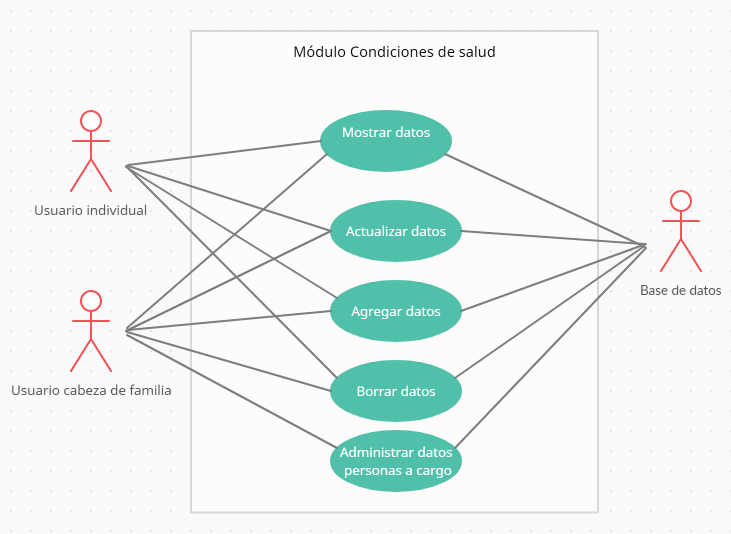 Módulo Condiciones de salud
Mostrar datos
Usuario individual
Actualizar datos
Base de datos
Agregar datos
Usuario cabeza de familia
Borrar datos
Administrar datos
personas a cargo